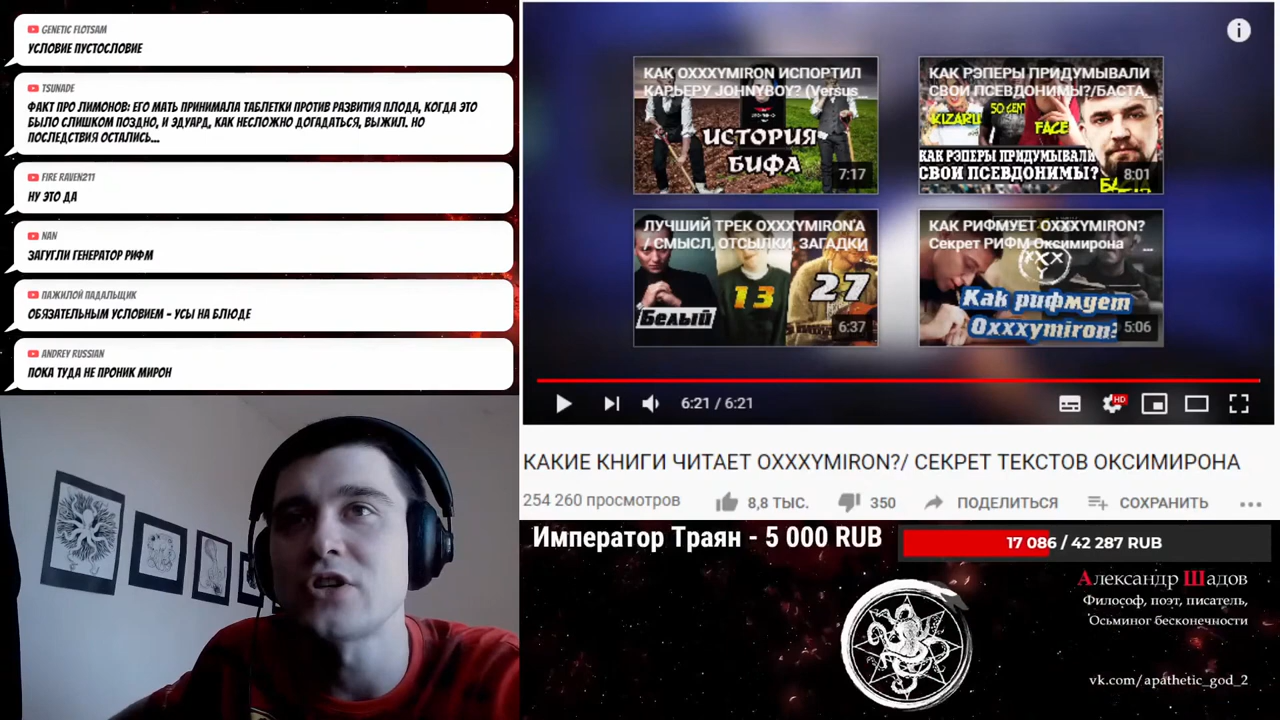 GENETIC FLOTSAM
УСЛОВИЕ ПУСТОСЛОВИЕ
TSUNADE
ФАКТ ПРО ЛИМОНОВ: ЕГО МАТЬ ПРИНИМАЛА ТАБЛЕТКИ ПРОТИВ РАЗВИТИЯ ПЛОДА, КОГДА ЭТО
БЫЛО СЛИШКОМ ПОЗДНО, И ЭДУАРД, КАК НЕСЛОЖНО ДОГАДАТЬСЯ, ВЫЖИЛ. НО
ПОСЛЕДСТВИЯ ОСТАЛИСЬ...
FIRE RAVEN211
НУ ЭТО ДА
NAN
ЗАГУГЛИ ГЕНЕРАТОР РИФМ
ПАЖИЛОЙ ПАДАЛЬЩИК
ОБЯЗАТЕЛЬНЫМ УСЛОВИЕМ - УСЫ НА БЛЮДЕ
ANDREY RUSSIAN
ПОКА ТУДА НЕ ПРОНИК МИРОН
КАК OXXXYMIRON ИСПОРТИЛ
КАРЬЕРУ JOHNYBOY? (Versus
ИСТОРИЯ
БИФА
7:17
КАК РЭПЕРЫ ПРИДУМЫВАЛИ
СВОИ ПСЕВДОНИМЫ?/БАСТА,
KIZARU
50 CENT
FACE
КАК РЭПЕРЫ ПРИДУМЫВАЛИ
СВОИ ПСЕВДОНИМЫ?
8:01
ЛУЧШИЙ ТРЕК OXXXYMIRON'А
/ СМЫСЛ, ОТСЫЛКИ, ЗАГАДКИ
13
27
Белый
6:37
КАК РИФМУЕТ OXXXYMIRON?
Секрет РИФМ Оксимирона
Как рифмует
Oxxxymiron?
5:06
6:21 / 6:21
HD
КАКИЕ КНИГИ ЧИТАЕТ OXXXYMIRON?/ СЕКРЕТ ТЕКСТОВ ОКСИМИРОНА
254 260 просмотров
8,8 ТЫС.
350
ПОДЕЛИТЬСЯ
СОХРАНИТЬ
Император Траян - 5 000 RUB
17 086 / 42 287 RUB
Александр Шадов
Философ, поэт, писатель,
Осьминог бесконечности
vk.com/apathetic_god_2